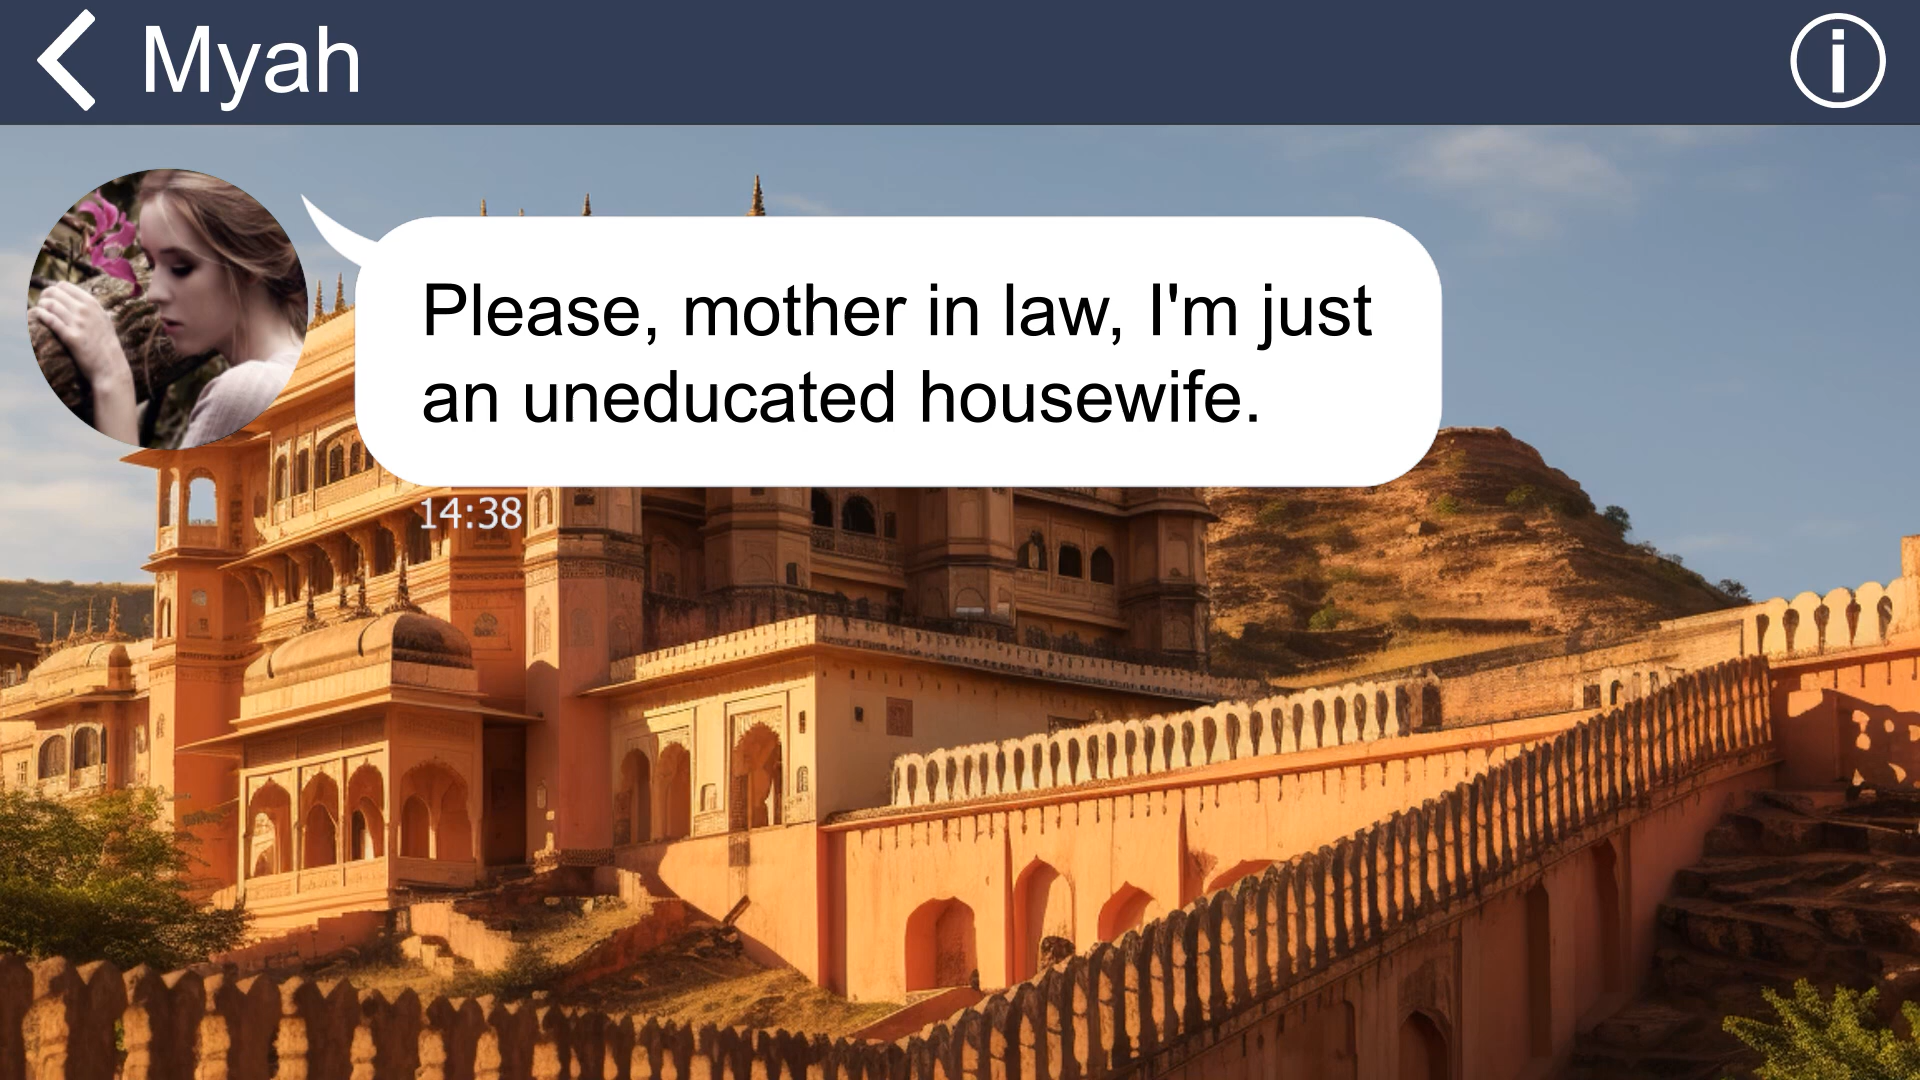 Myah
Please, mother in law, I'm just
an uneducated housewife.
14:38